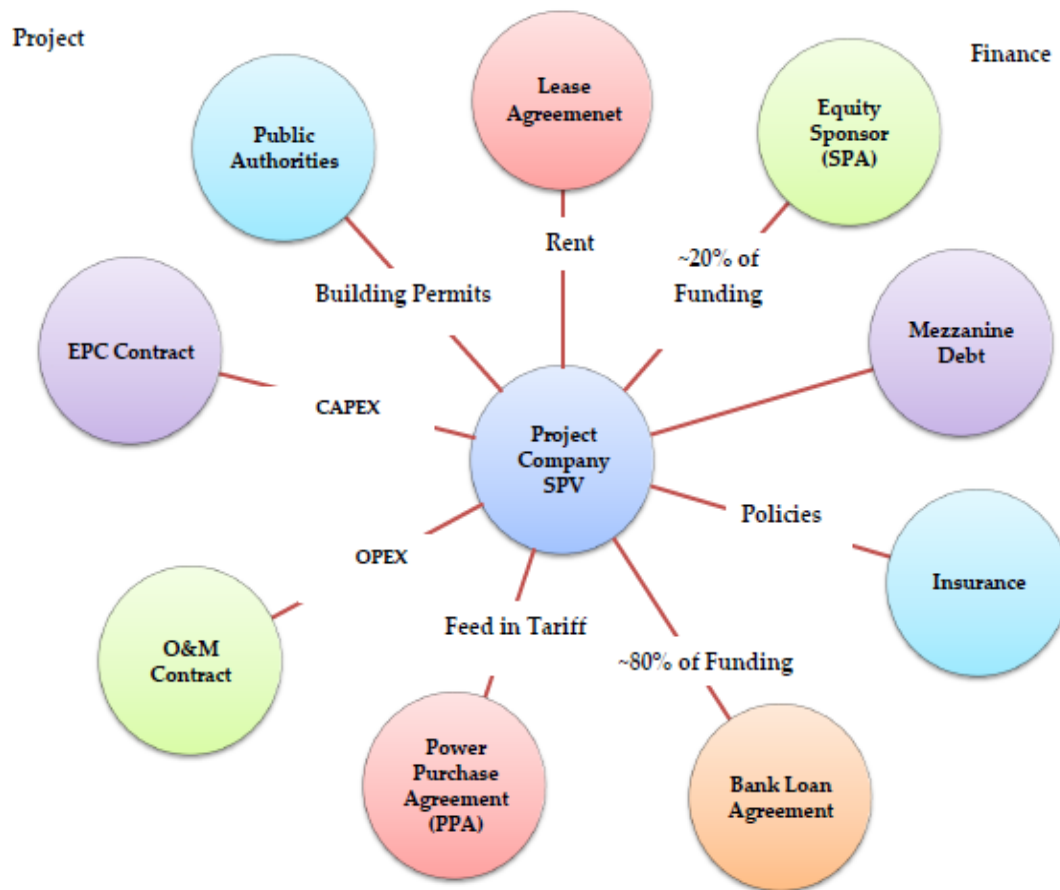 Project
Finance
Lease
Agreemenet
Equity
Sponsor
(SPA)
Public
Authorities
Rent
~20% of
Funding
Building Permits
Mezzanine
Debt
EPC Contract
CAPEX
Project
Company
SPV
Policies
OPEX
Insurance
Feed in Tariff
O&M
Contract
~80% of Funding
Power
Purchase
Agreement
(PPA)
Bank Loan
Agreement